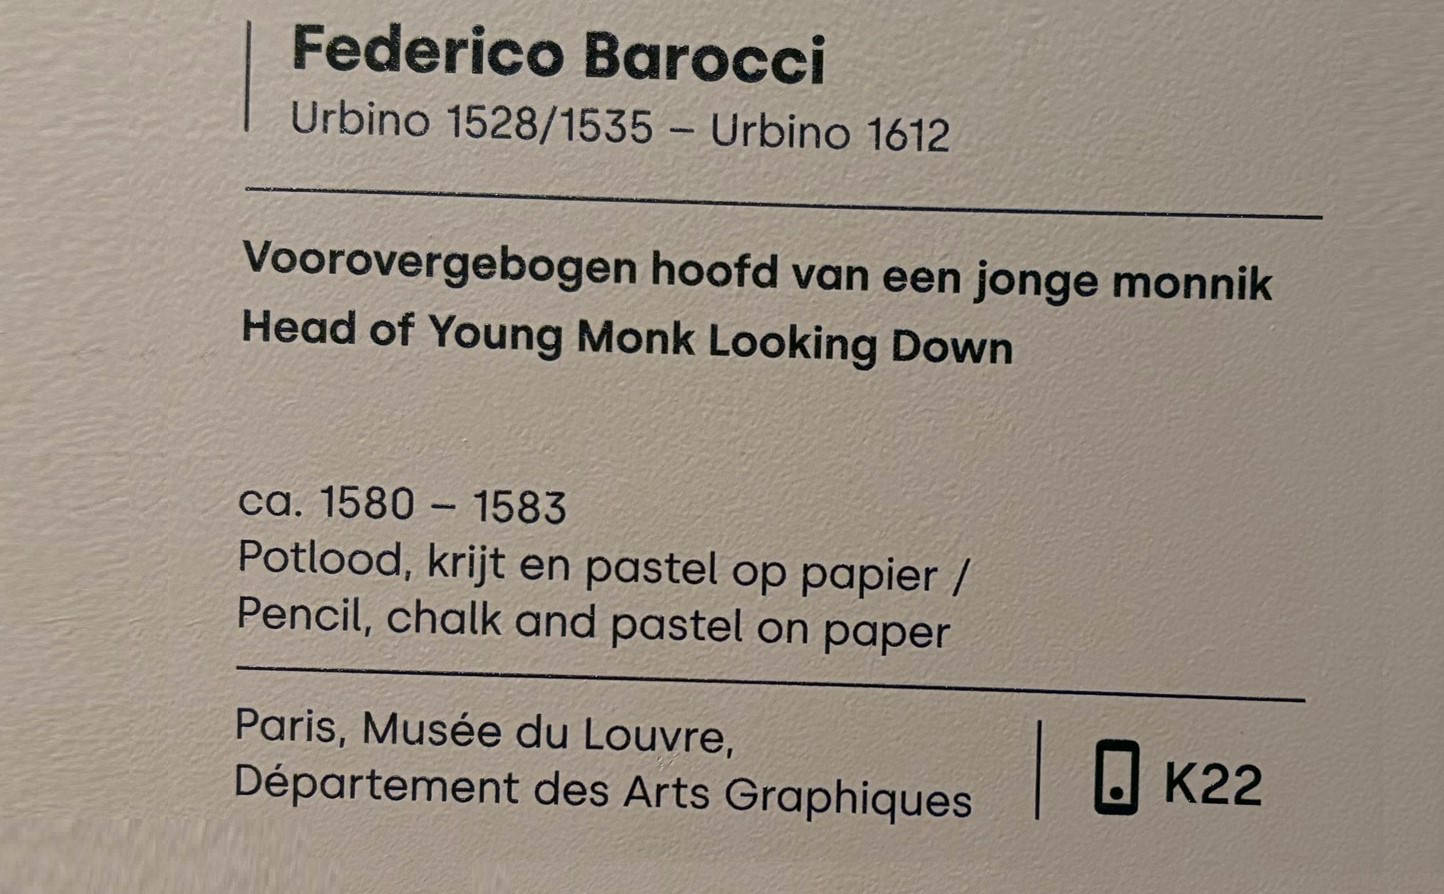 Federico Barocci
Urbino 1528/1535 – Urbino 1612
Voorovergebogen hoofd van een jonge monnik
Head of Young Monk Looking Down
ca. 1580 – 1583
Potlood, krijt en pastel op papier /
Pencil, chalk and pastel on paper
Paris, Musée du Louvre,
Département des Arts Graphiques
K22